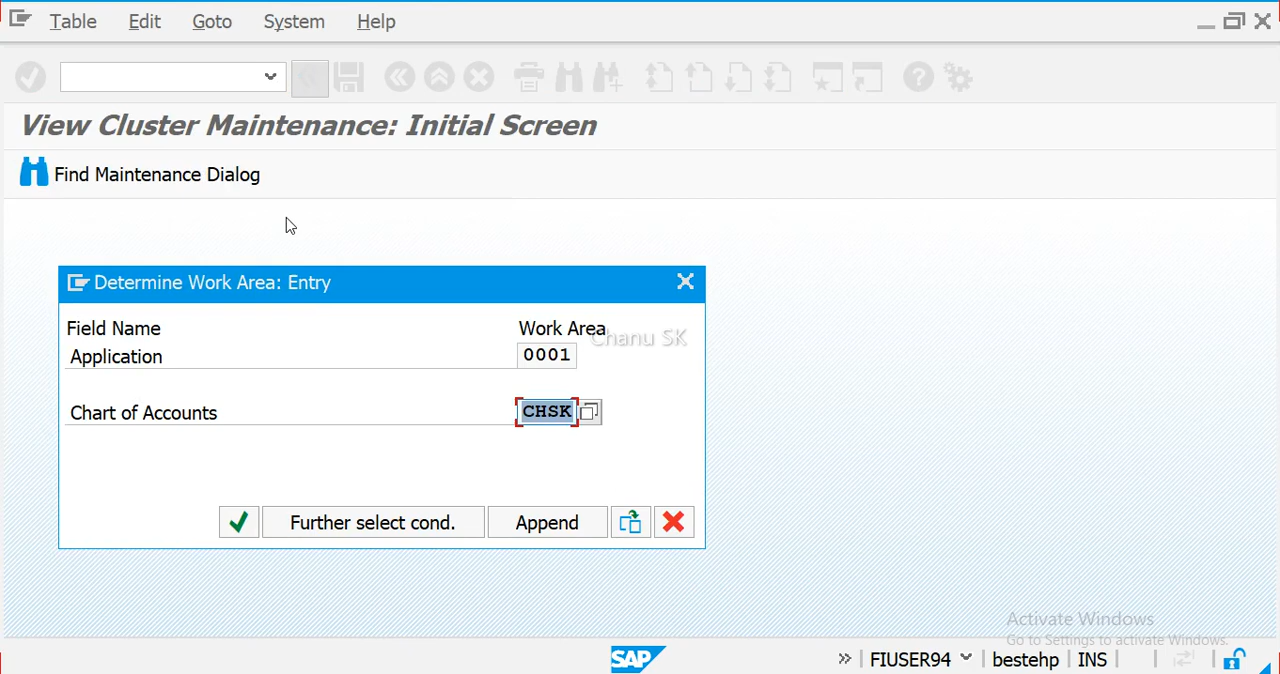 Table Edit Goto System Help
View Cluster Maintenance: Initial Screen
Find Maintenance Dialog
Determine Work Area: Entry
Field Name Work Area
Chanu SK
Application 0001
Chart of Accounts CHSK
Further select cond. Append
Activate Windows
Go to Settings to activate Windows.
SAP FIUSER94 bestehp INS